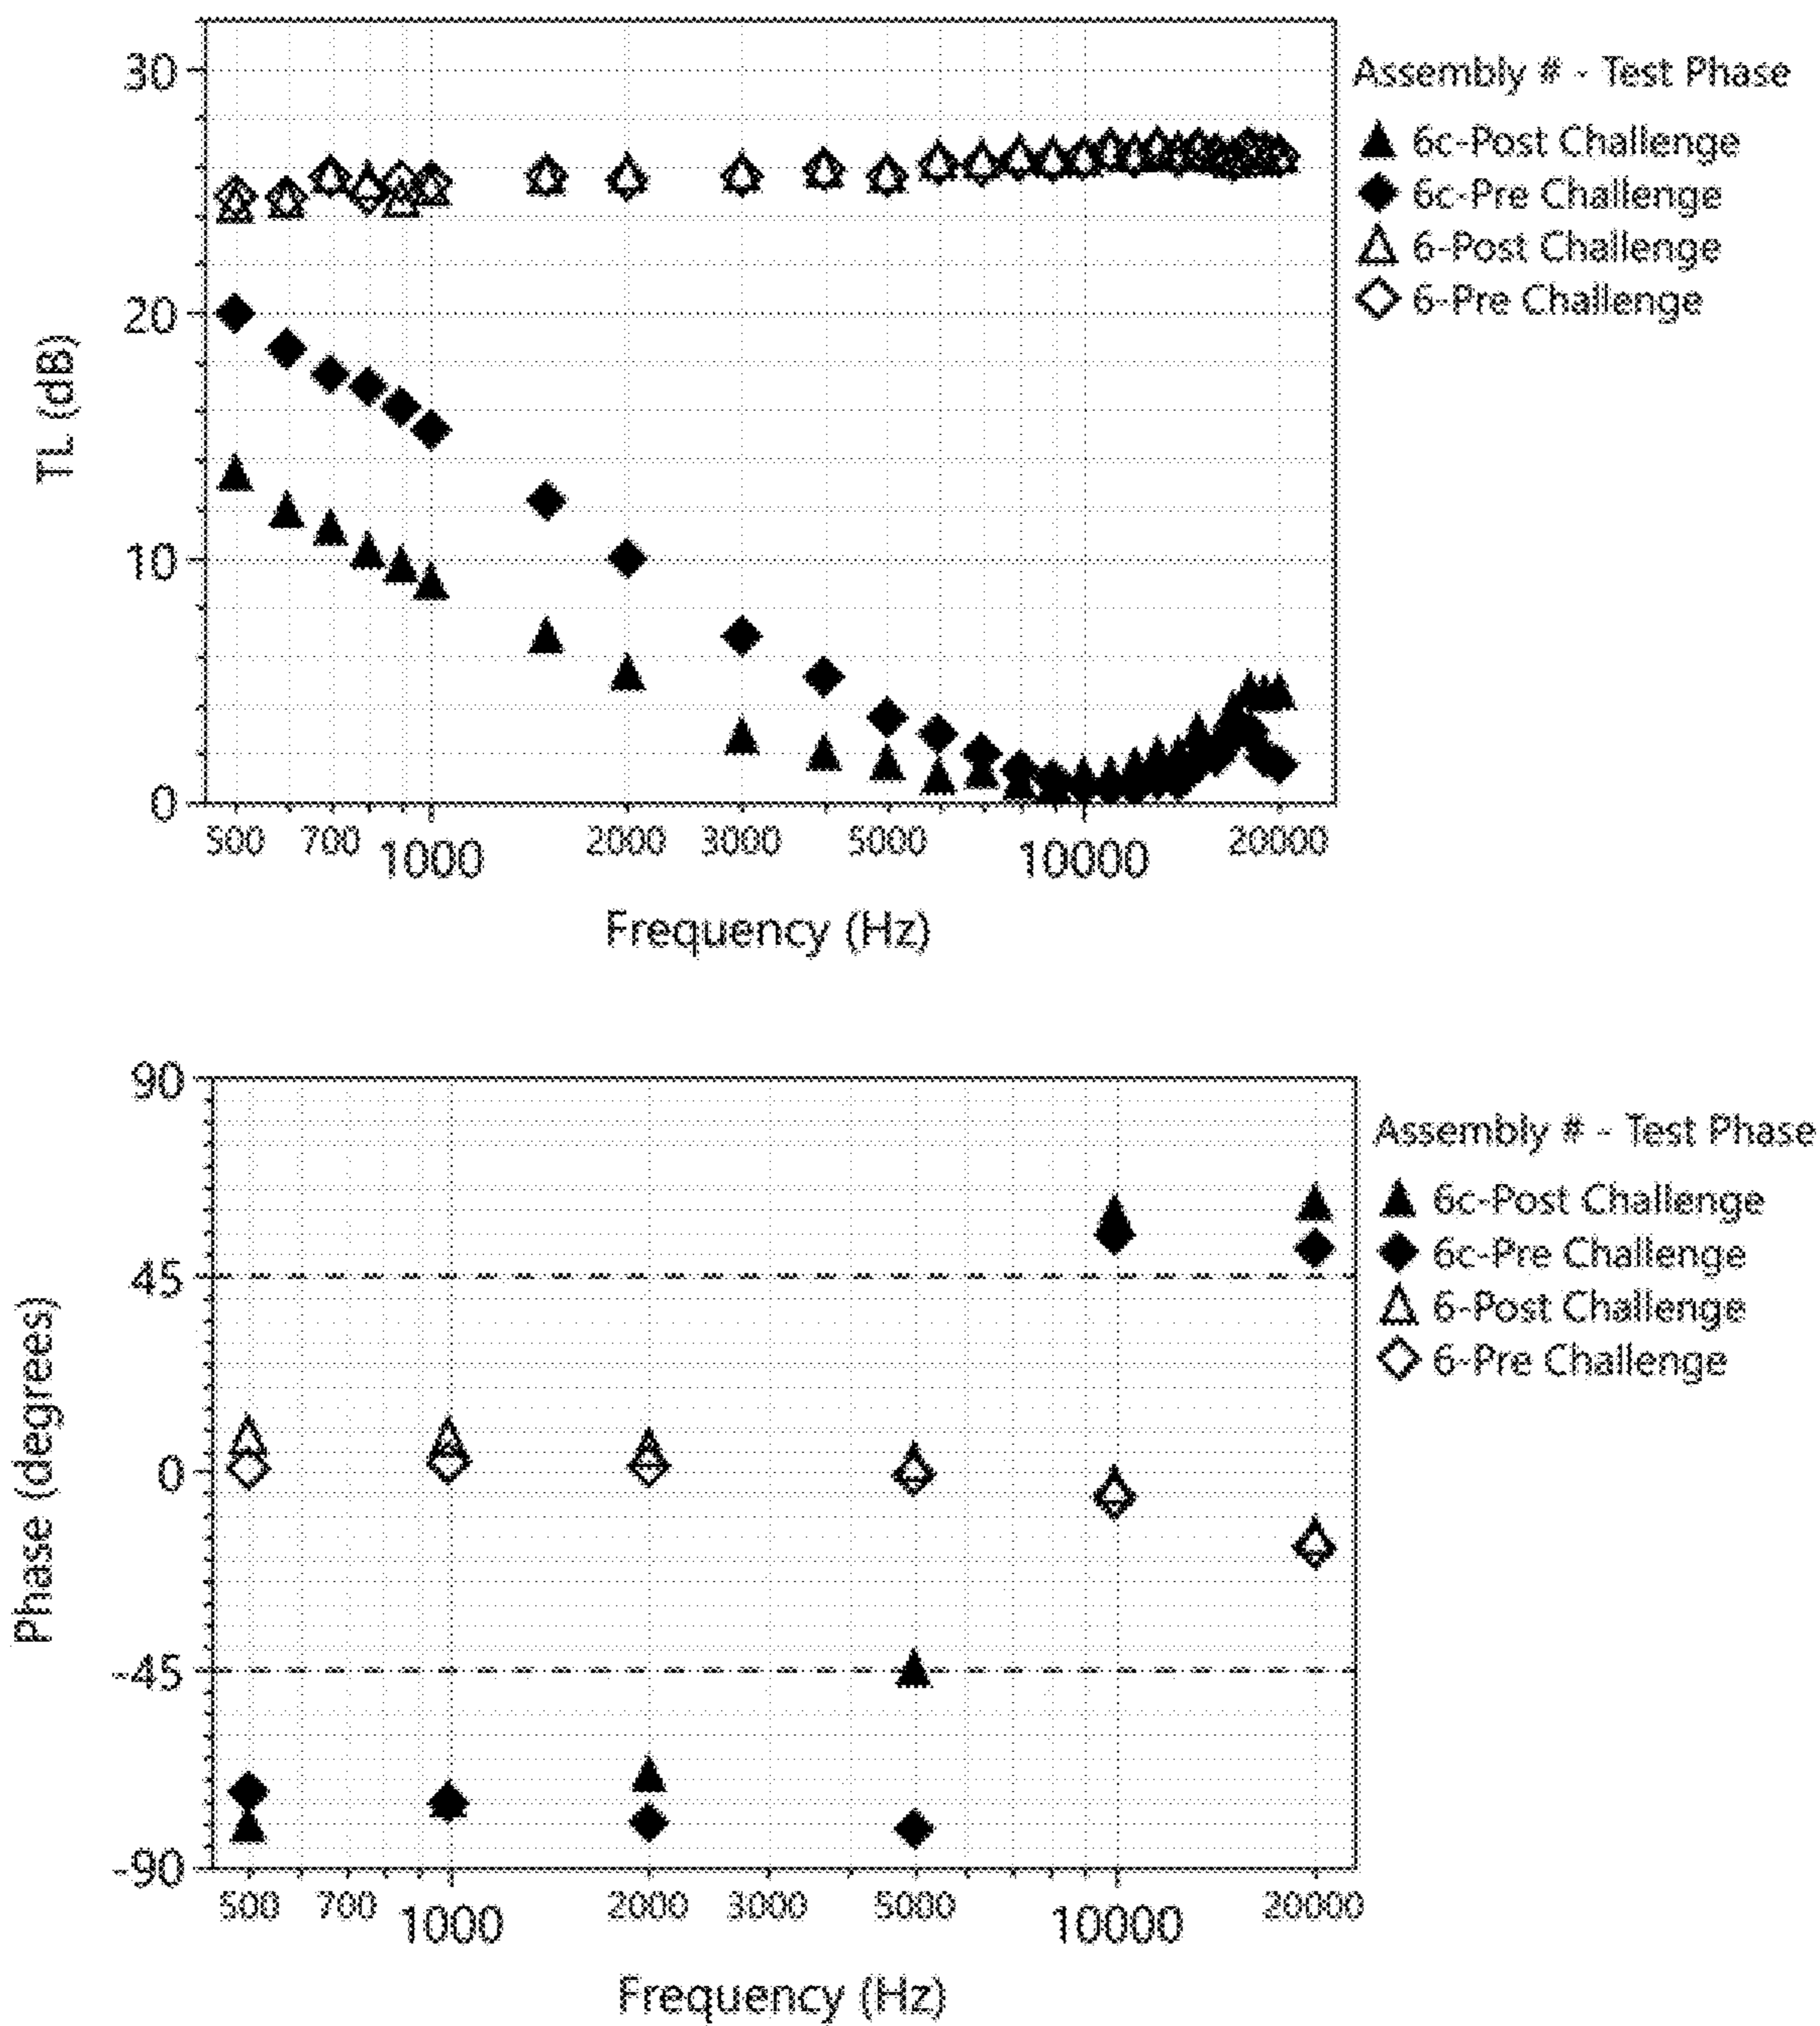 30
20
10
0
TL (dB)
500 700 1000 2000 3000 5000 10000 20000
Frequency (Hz)
Assembly # - Test Phase
6c-Post Challenge
6c-Pre Challenge
6-Post Challenge
6-Pre Challenge
90
45
0
-45
-90
Phase (degrees)
500 700 1000 2000 3000 5000 10000 20000
Frequency (Hz)
Assembly # - Test Phase
6c-Post Challenge
6c-Pre Challenge
6-Post Challenge
6-Pre Challenge